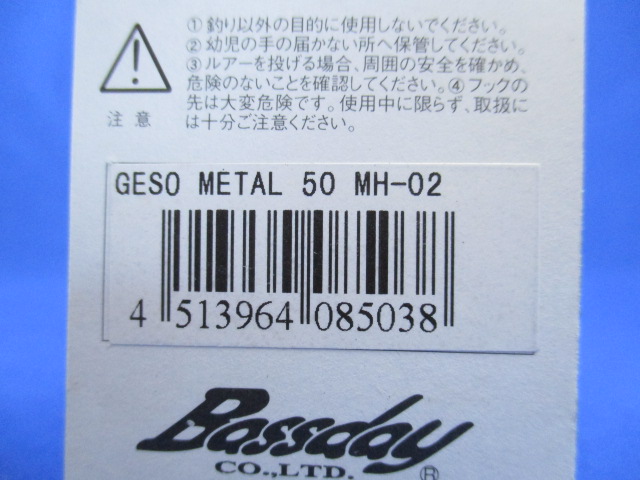 ①釣り以外の目的に使用しないでください。
②幼児の手の届かない所へ保管してください。
③ルアーを投げる場合、周囲の安全を確かめ、
危険のないことを確認してください。④フックの
先は大変危険です。使用中に限らず、取扱に
は十分ご注意ください。
注意
GESO METAL 50 MH-02
4 513964 085038
Bassday
CO.,LTD. ®